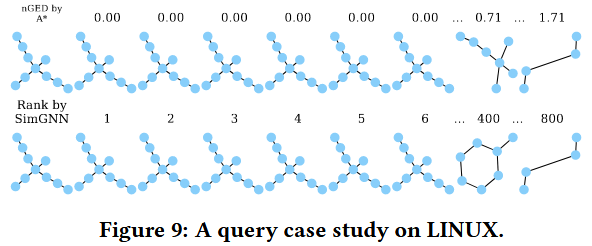 nGED by
A*
0.00 0.00 0.00 0.00 0.00 0.00 ... 0.71 ... 1.71
Rank by
SimGNN
1 2 3 4 5 6 ... 400 ... 800
Figure 9: A query case study on LINUX.